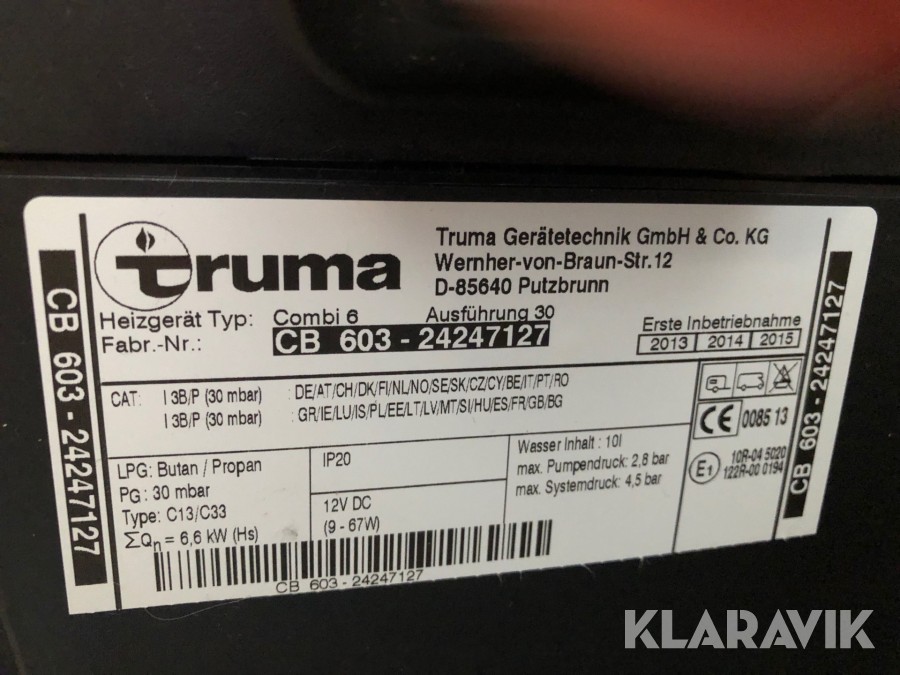 truma
Truma Gerätetechnik GmbH & Co. KG
Wernher-von-Braun-Str.12
D-85640 Putzbrunn
Heizgerät Typ: Combi 6 Ausführung 30
Fabr.-Nr.: CB 603 - 24247127
Erste Inbetriebnahme
2013 2014 2015
CB 603 - 24247127
CAT: I 3B/P (30 mbar) : DE/AT/CH/DK/FI/NL/NO/SE/SK/CZ/CY/BE/IT/PT/RO
I 3B/P (30 mbar) : GR/IE/LU/IS/PL/EE/LT/LV/MT/SI/HU/ES/FR/GB/BG
CE 0085 13
LPG: Butan / Propan
PG: 30 mbar
Type: C13/C33
ΣQn = 6,6 kW (Hs)
IP20
12V DC
(9 - 67W)
Wasser Inhalt : 10l
max. Pumpendruck: 2,8 bar
max. Systemdruck: 4,5 bar
E1 10R-04 5020
122R-00 0194
CB 603 - 24247127
CB 603 - 24247127
KLARAVIK